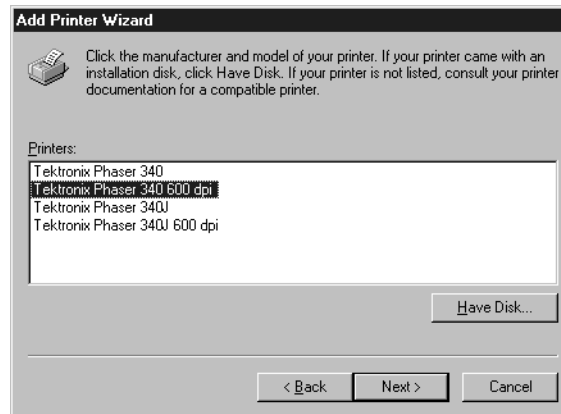 Add Printer Wizard
Click the manufacturer and model of your printer. If your printer came with an
installation disk, click Have Disk. If your printer is not listed, consult your printer
documentation for a compatible printer.
Printers:
Tektronix Phaser 340
Tektronix Phaser 340 600 dpi
Tektronix Phaser 340J
Tektronix Phaser 340J 600 dpi
Have Disk...
< Back
Next >
Cancel